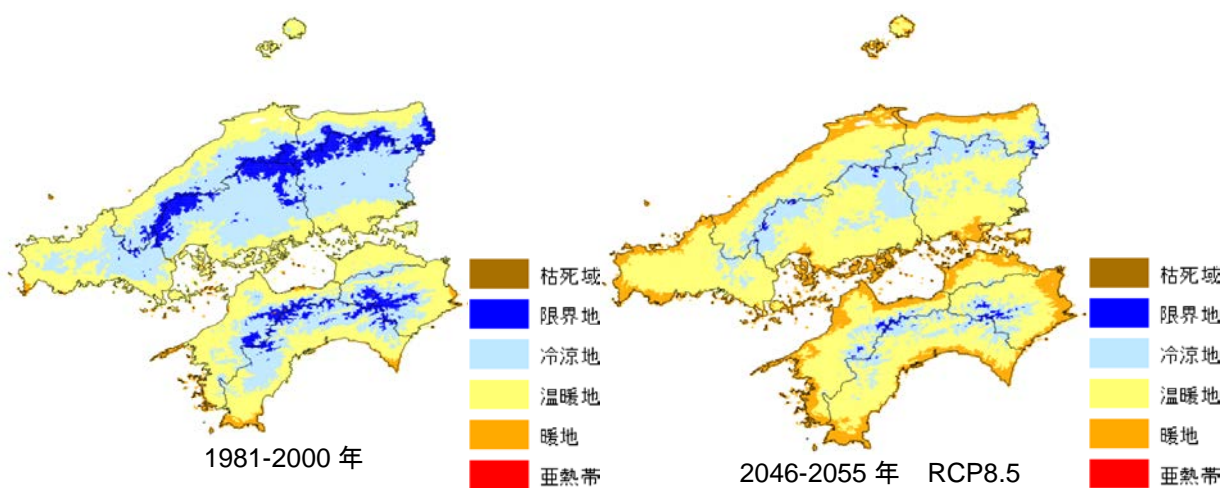 枯死域
限界地
冷涼地
温暖地
暖地
亜熱帯
1981-2000 年
枯死域
限界地
冷涼地
温暖地
暖地
亜熱帯
2046-2055 年 RCP8.5